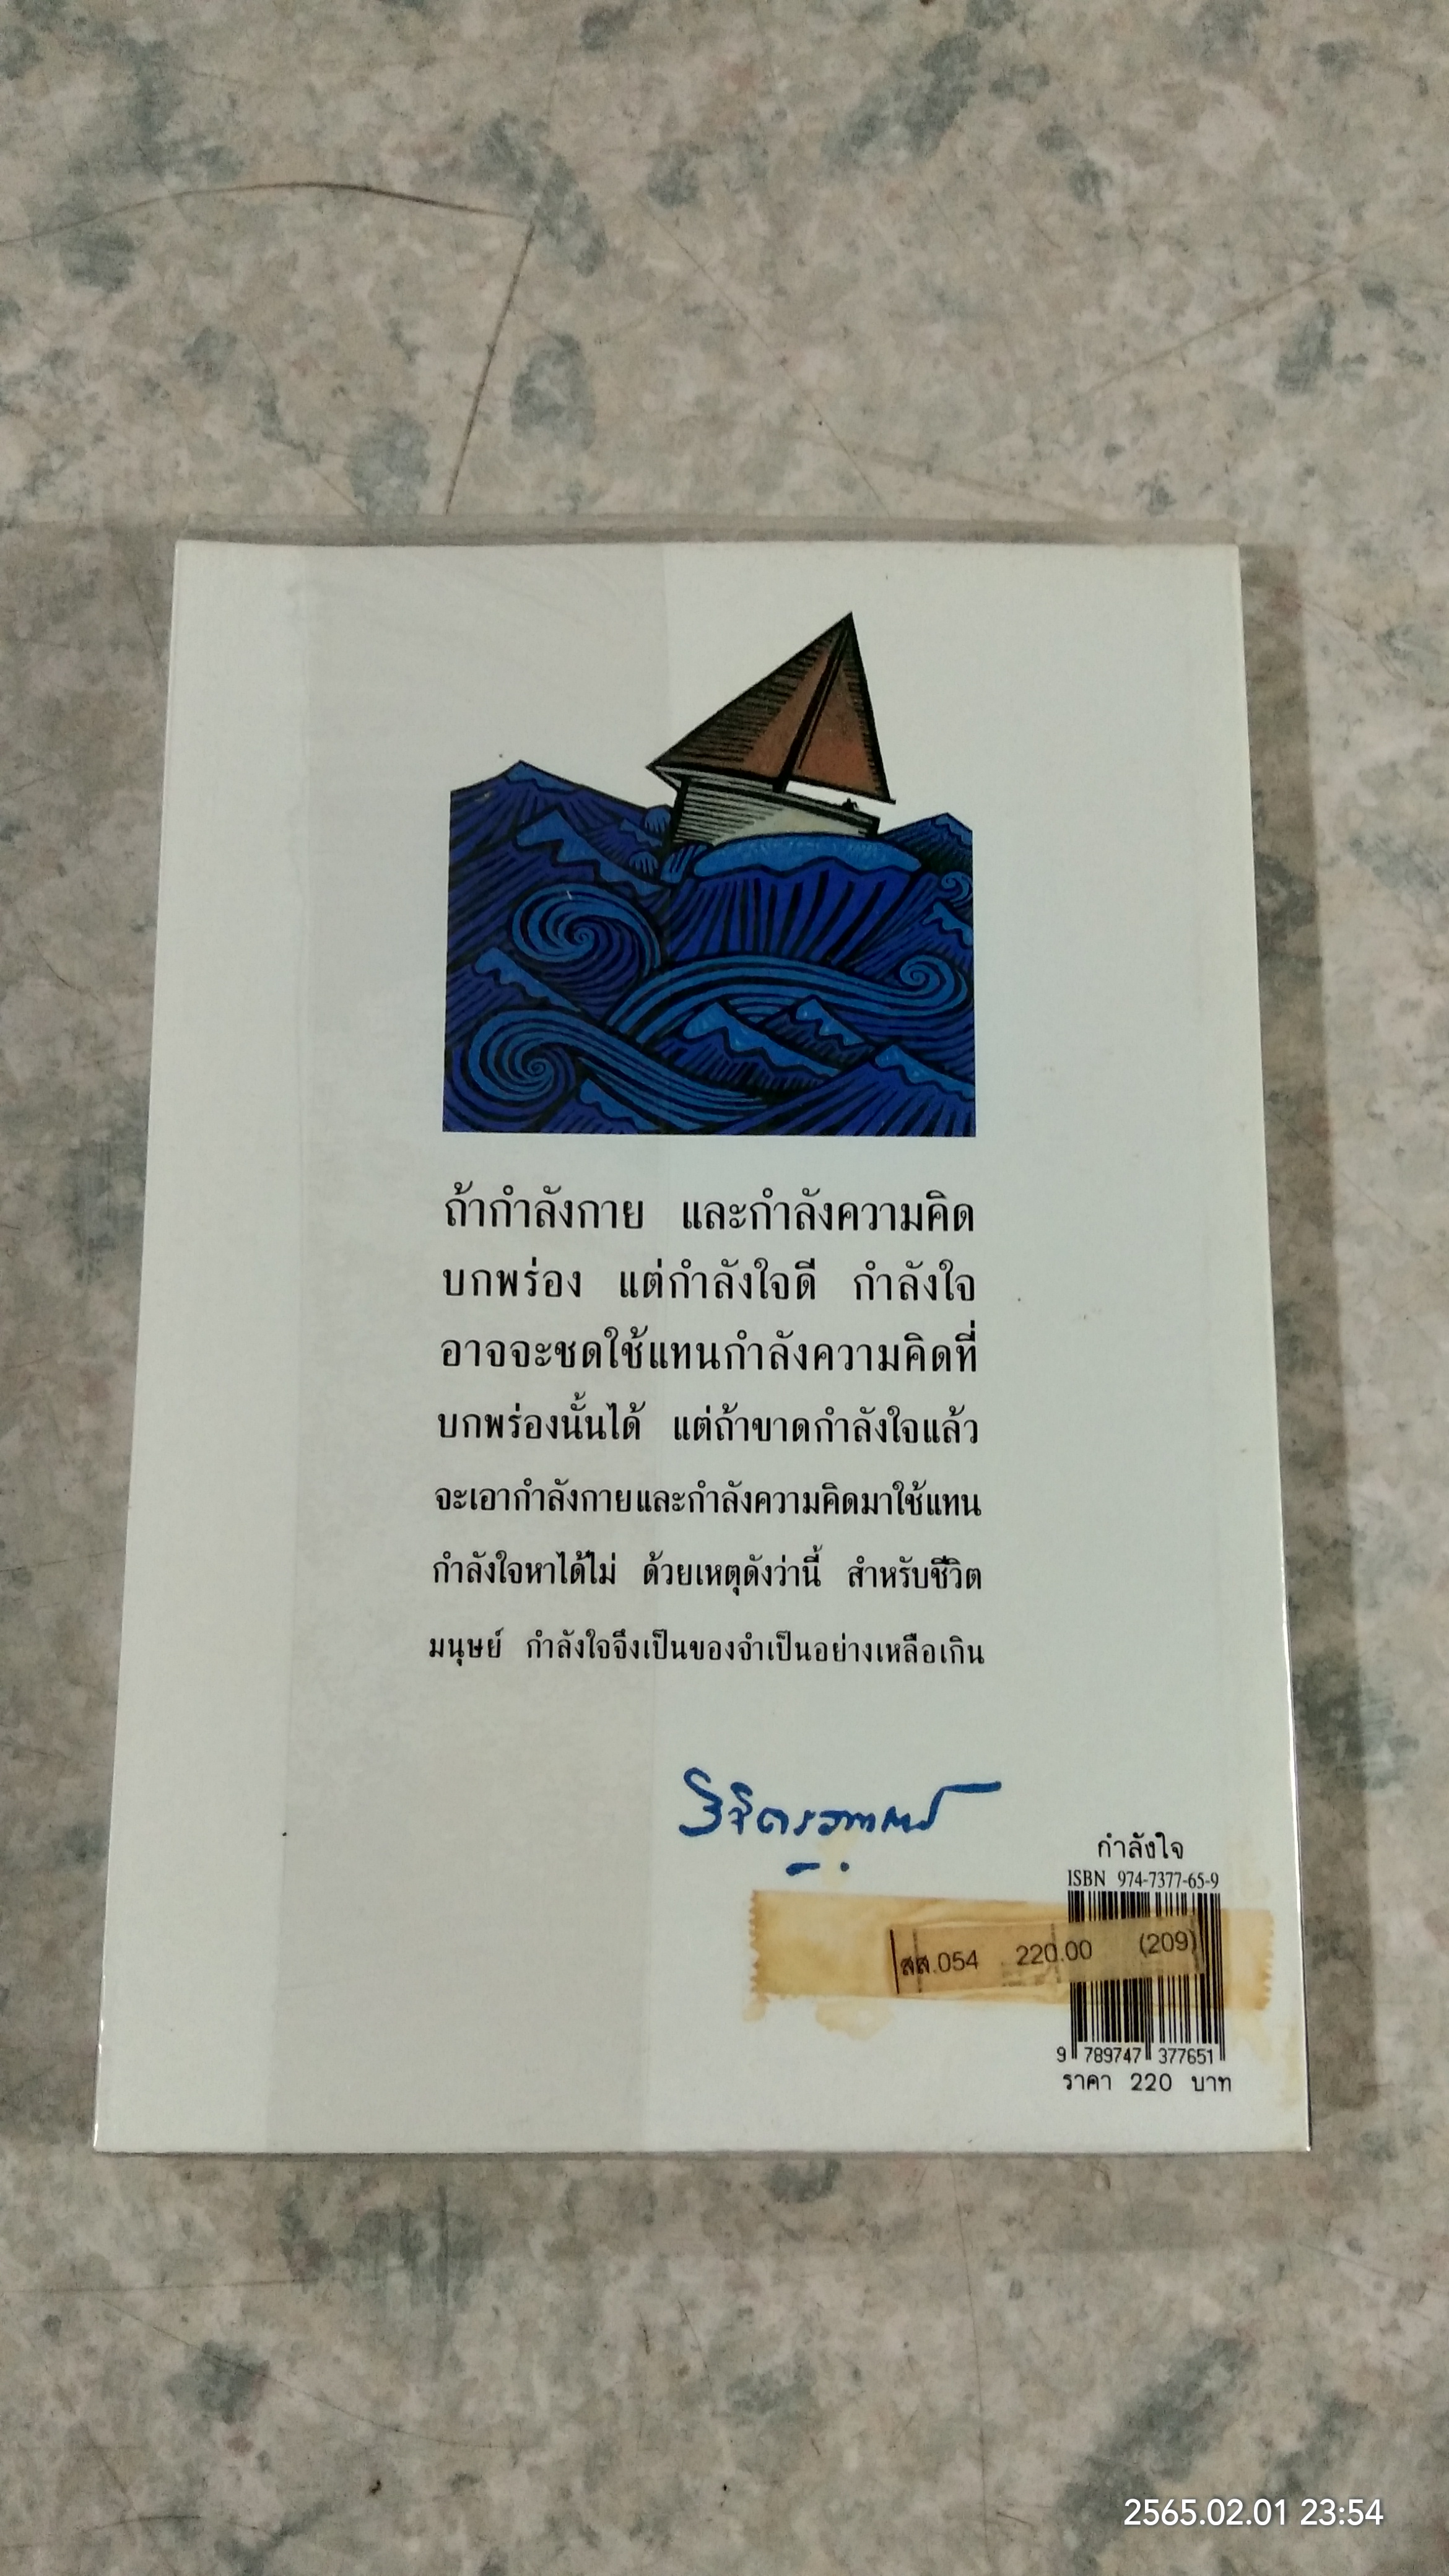 ถ้ากำลังกาย และกำลังความคิด
บกพร่อง แต่กำลังใจดี กำลังใจ
อาจจะชดใช้แทนกำลังความคิดที่
บกพร่องนั้นได้ แต่ถ้าขาดกำลังใจแล้ว
จะเอากำลังกายและกำลังความคิดมาใช้แทน
กำลังใจหาได้ไม่ ด้วยเหตุดังว่านี้ สำหรับชีวิต
มนุษย์ กำลังใจจึงเป็นของจำเป็นอย่างเหลือเกิน
กำลังใจ
ISBN 974-7377-65-9
สส.054 220.00 (209)
9 789747 377651
ราคา 220 บาท
2565.02.01 23:54